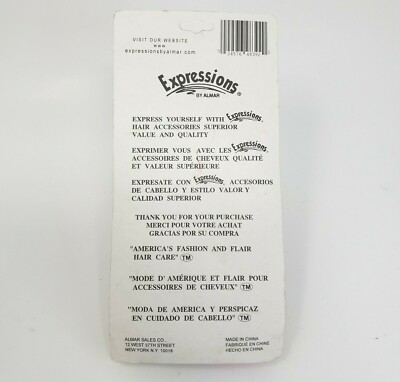 VISIT OUR WEBSITE
www
expressionsbyalmar.com
Expressions
BY ALMAR ®
EXPRESS YOURSELF WITH Expressions
HAIR ACCESSORIES SUPERIOR
VALUE AND QUALITY
EXPRIMER VOUS AVEC LES Expressions
ACCESSOIRES DE CHEVEUX QUALITÉ
ET VALEUR SUPÉRIEURE
EXPRESATE CON Expressions, ACCESORIOS
DE CABELLO Y ESTILO VALOR Y
CALIDAD SUPERIOR
THANK YOU FOR YOUR PURCHASE
MERCI POUR VOTRE ACHAT
GRACIAS POR SU COMPRA
"AMERICA'S FASHION AND FLAIR
HAIR CARE" TM
"MODE D' AMÉRIQUE ET FLAIR POUR
ACCESSOIRES DE CHEVEUX" TM
"MODA DE AMERICA Y PERSPICAZ
EN CUIDADO DE CABELLO" TM
ALMAR SALES CO.,
12 WEST 37TH STREET
NEW YORK N.Y. 10018
MADE IN CHINA
FABRIQUÉ EN CHINE
HECHO EN CHINA